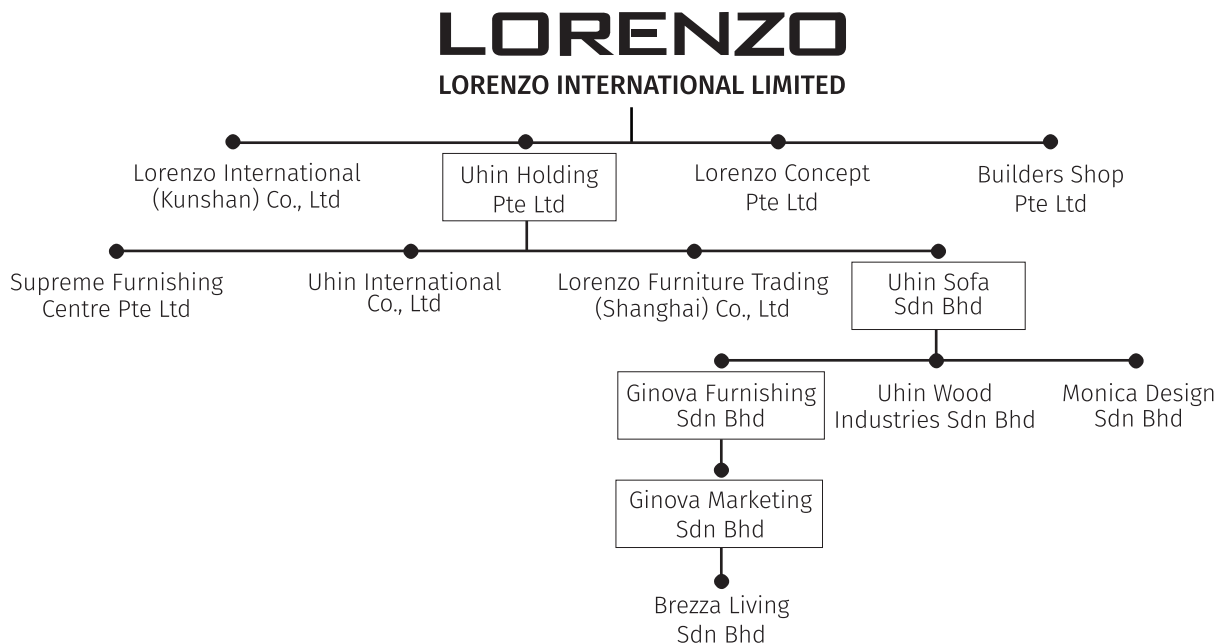 LORENZO
LORENZO INTERNATIONAL LIMITED
Lorenzo International
(Kunshan) Co., Ltd
Uhin Holding
Pte Ltd
Lorenzo Concept
Pte Ltd
Builders Shop
Pte Ltd
Supreme Furnishing
Centre Pte Ltd
Uhin International
Co., Ltd
Lorenzo Furniture Trading
(Shanghai) Co., Ltd
Uhin Sofa
Sdn Bhd
Ginova Furnishing
Sdn Bhd
Uhin Wood
Industries Sdn Bhd
Monica Design
Sdn Bhd
Ginova Marketing
Sdn Bhd
Brezza Living
Sdn Bhd